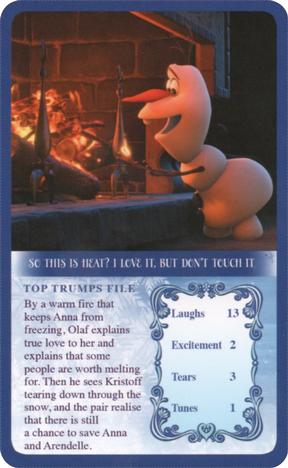 SO THIS IS HEAT? I LOVE IT. BUT DON'T TOUCH IT
TOP TRUMPS FILE
By a warm fire that
keeps Anna from
freezing, Olaf explains
true love to her and
explains that some
people are worth melting
for. Then he sees Kristoff
tearing down through the
snow, and the pair realise
that there is still
a chance to save Anna
and Arendelle.
Laughs 13
Excitement 2
Tears 3
Tunes 1